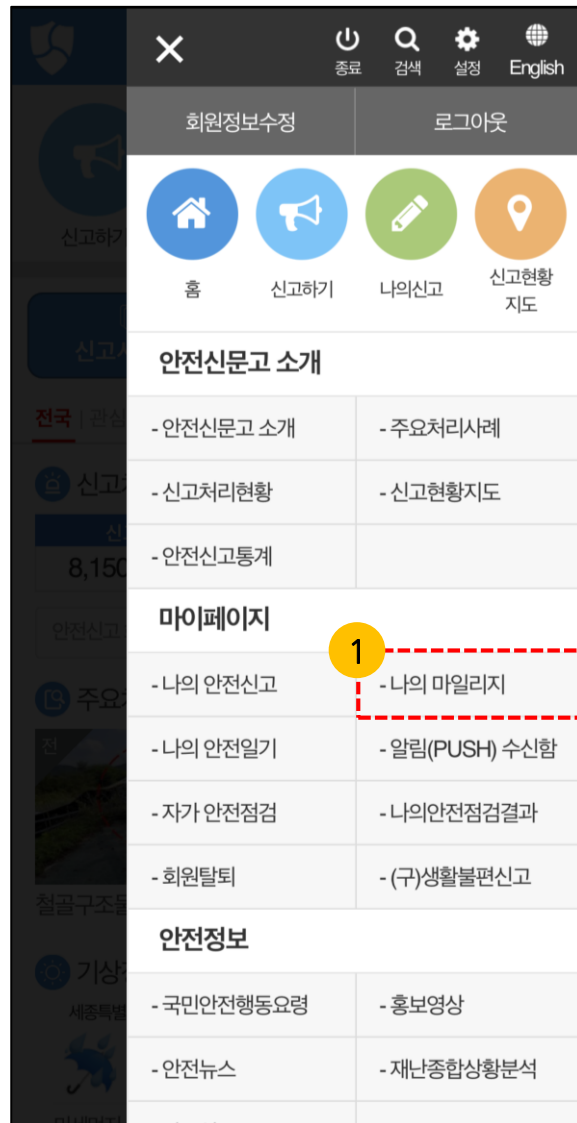 종료 검색 설정 English
회원정보수정 로그아웃
신고하기
홈 신고하기 나의신고 신고현황
지도
안전신문고 소개
전국 | 관심
- 안전신문고 소개 - 주요처리사례
- 신고처리현황 - 신고현황지도
8,150
- 안전신고통계
안전신고
마이페이지
1
- 나의 안전신고 - 나의 마일리지
주요
전
- 나의 안전일기 - 알림(PUSH) 수신함
- 자가 안전점검 - 나의안전점검결과
- 회원탈퇴 - (구)생활불편신고
철골구조물
안전정보
기상
세종특별
- 국민안전행동요령 - 홍보영상
- 안전뉴스 - 재난종합상황분석